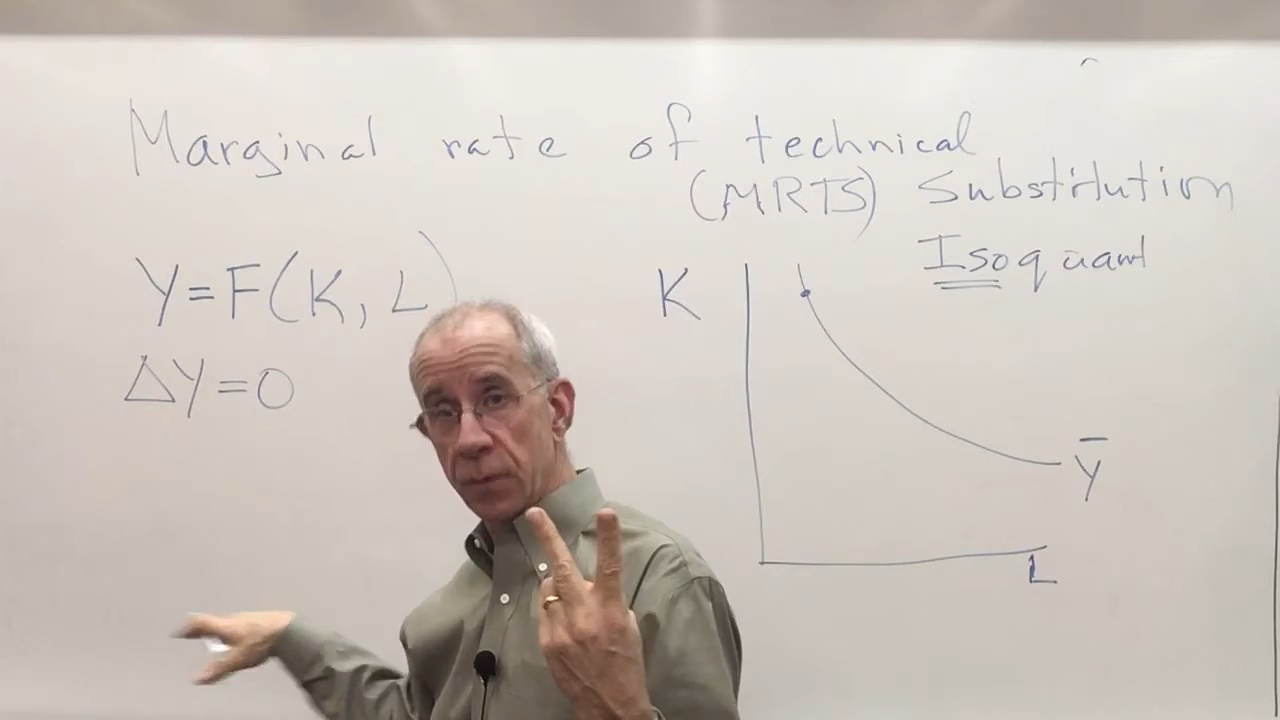 Marginal rate of technical
(MRTS) Substitution
Isoquant
Y=F(K, L)
K
ΔY=0
Ȳ
L